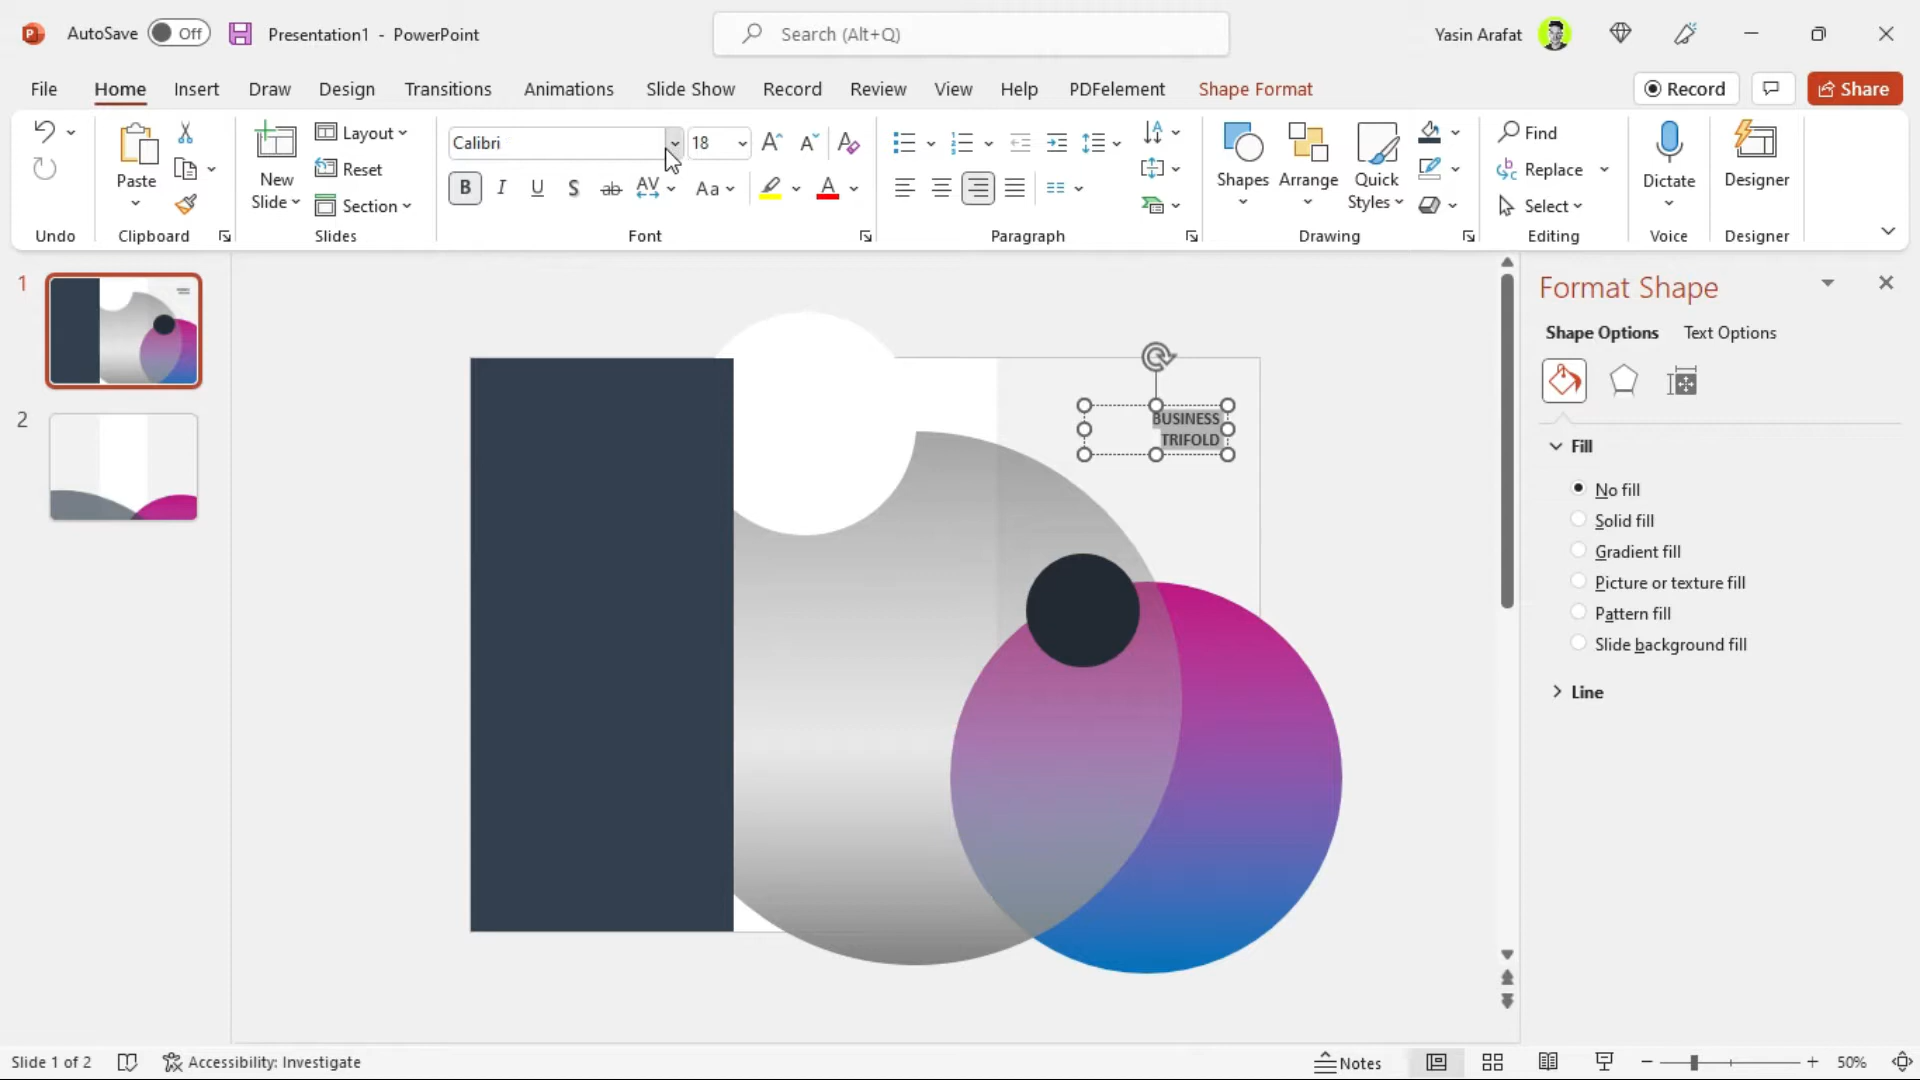 AutoSave Off Presentation1 - PowerPoint Search (Alt+Q) Yasin Arafat
File Home Insert Draw Design Transitions Animations Slide Show Record Review View Help PDFelement Shape Format Record Share
Paste
New Slide
Layout
Reset
Section
Calibri 18
B I U S ab AV Aa A
Shapes Arrange Quick Styles
Find
Replace
Select
Dictate
Designer
Undo Clipboard Slides Font Paragraph Drawing Editing Voice Designer
1
2
BUSINESS
TRIFOLD
Format Shape
Shape Options Text Options
Fill
No fill
Solid fill
Gradient fill
Picture or texture fill
Pattern fill
Slide background fill
Line
Slide 1 of 2 Accessibility: Investigate Notes 50%